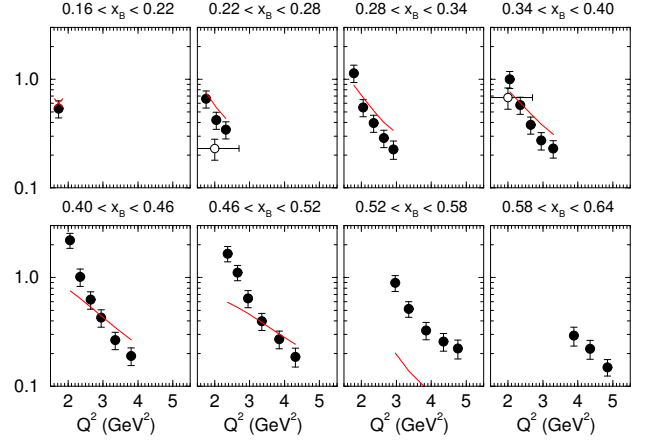 0.16 < x_B < 0.22
0.22 < x_B < 0.28
0.28 < x_B < 0.34
0.34 < x_B < 0.40
1.0
0.1
0.40 < x_B < 0.46
0.46 < x_B < 0.52
0.52 < x_B < 0.58
0.58 < x_B < 0.64
1.0
0.1
2 3 4 5
2 3 4 5
2 3 4 5
2 3 4 5
Q² (GeV²)
Q² (GeV²)
Q² (GeV²)
Q² (GeV²)